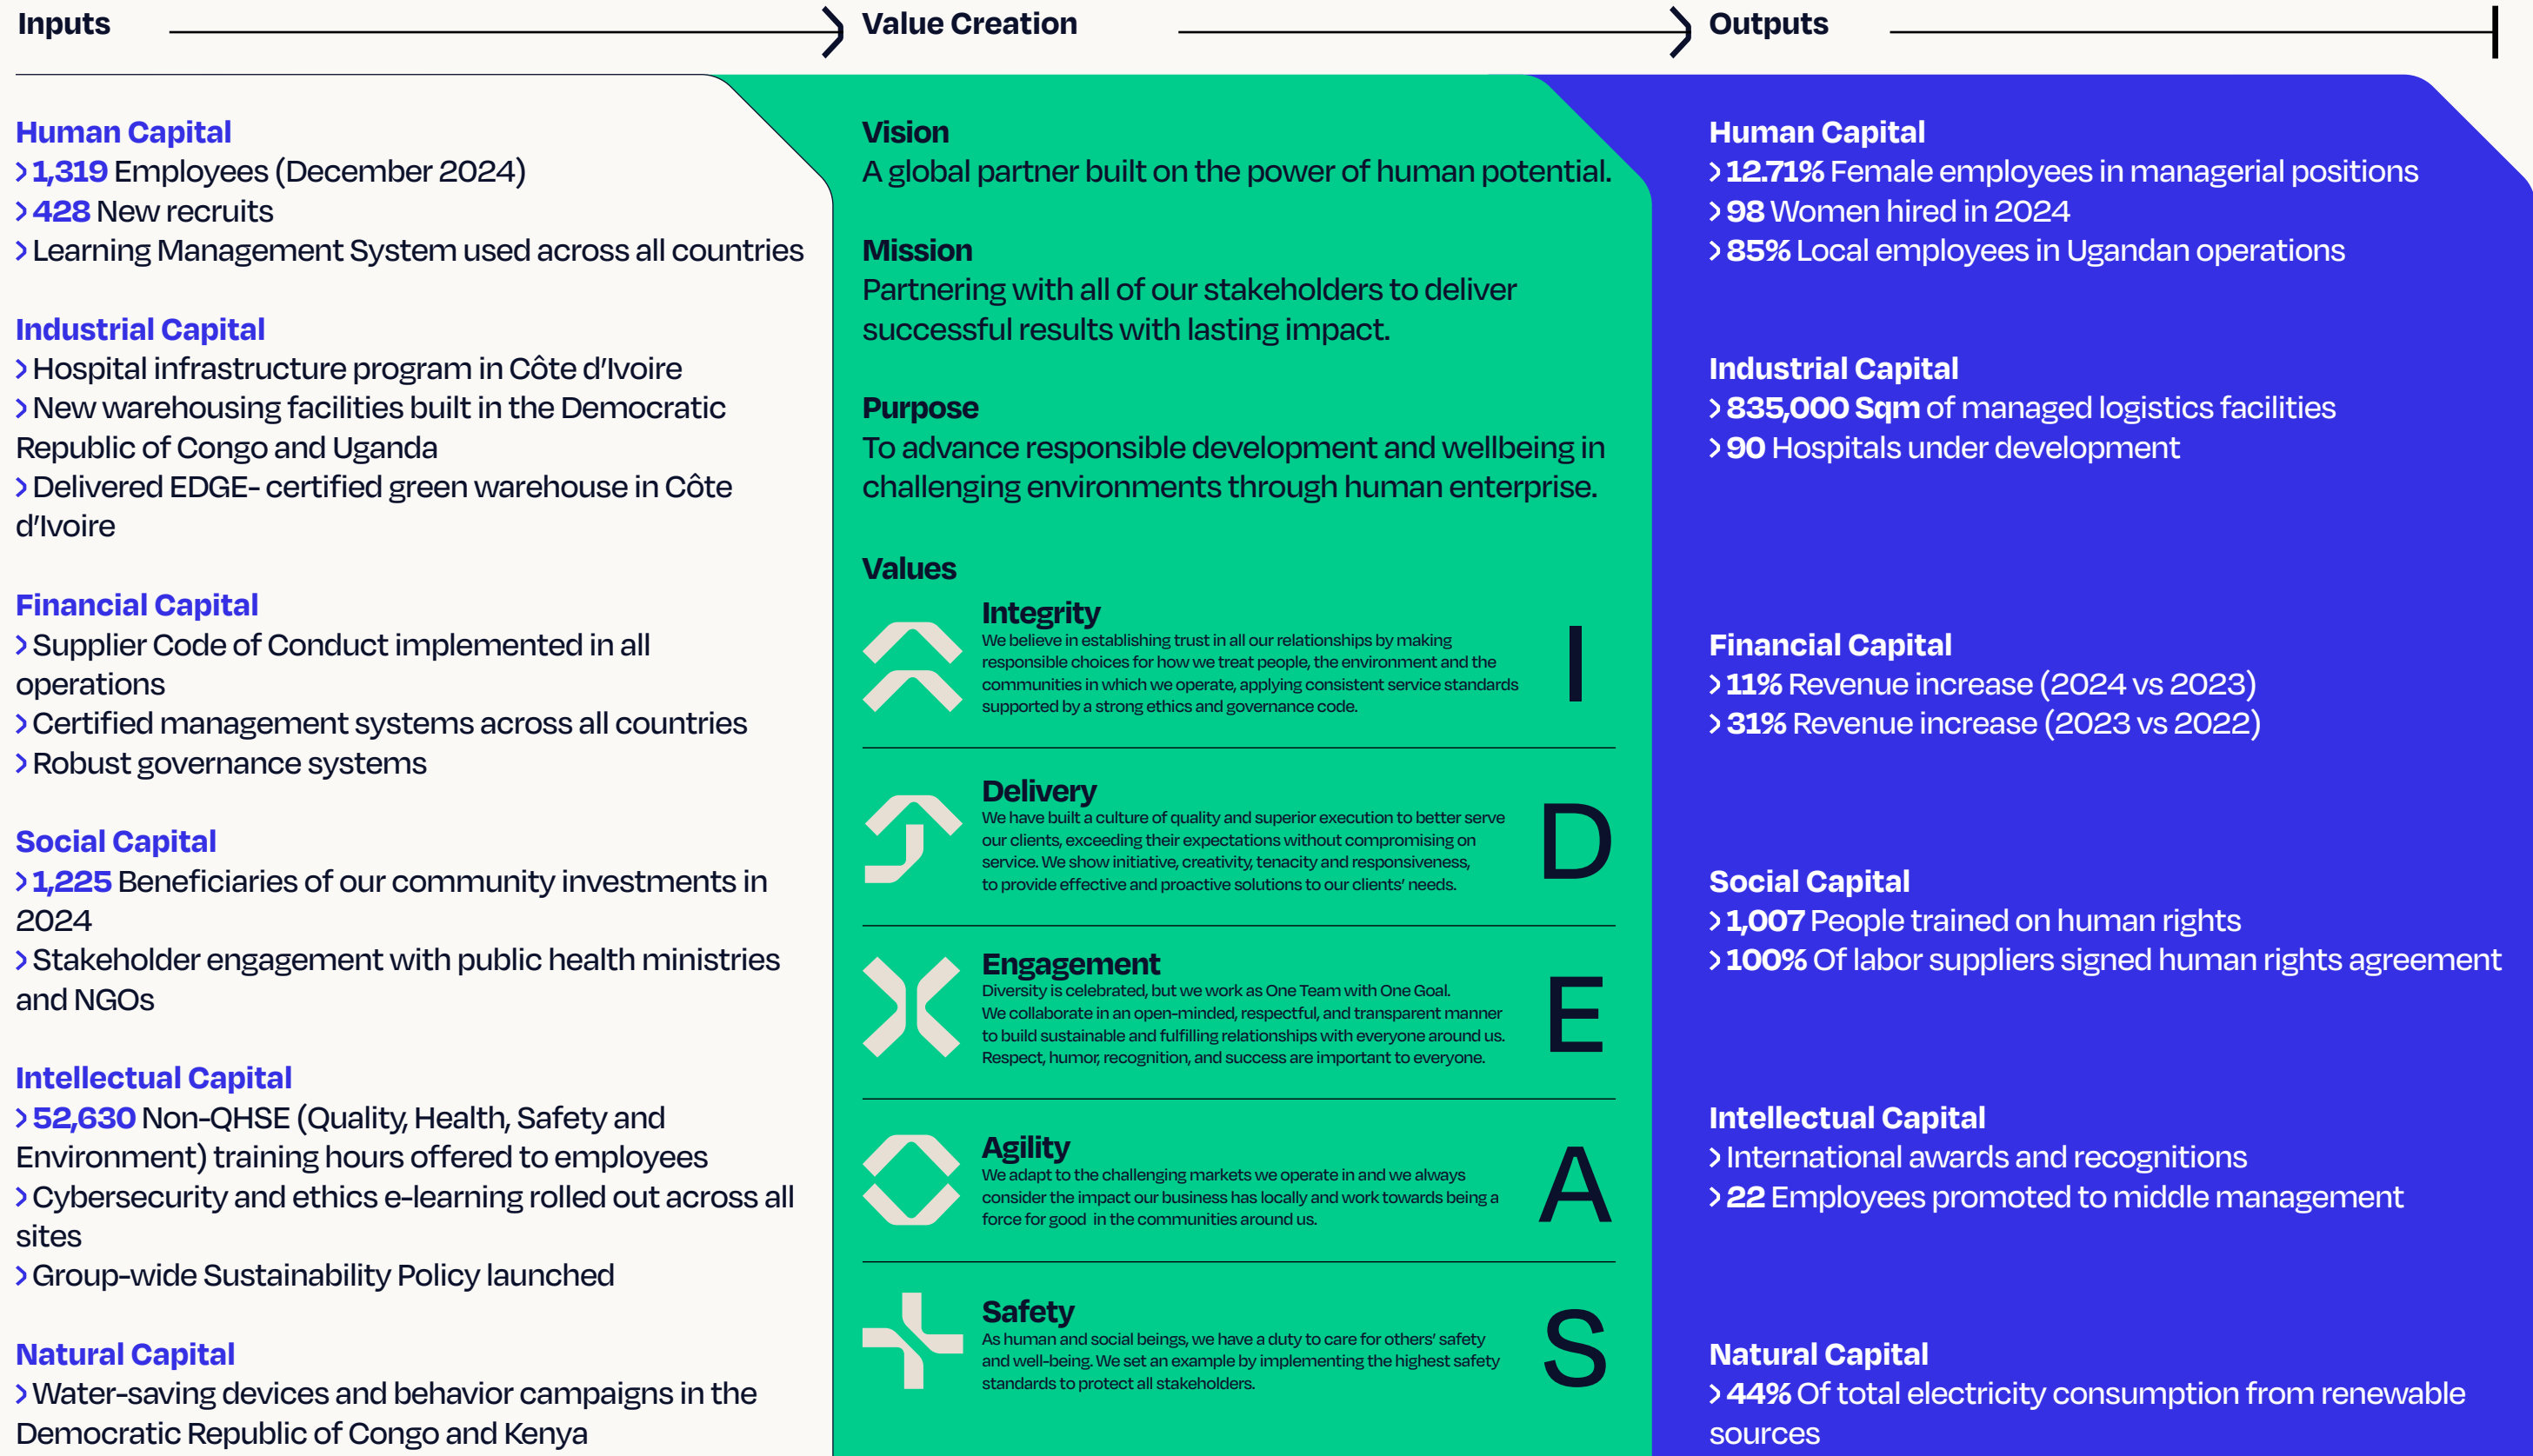 Inputs
Value Creation
Outputs
Human Capital
1,319 Employees (December 2024)
428 New recruits
Learning Management System used across all countries
Industrial Capital
Hospital infrastructure program in Côte d’Ivoire
New warehousing facilities built in the Democratic
Republic of Congo and Uganda
Delivered EDGE- certified green warehouse in Côte
d’Ivoire
Financial Capital
Supplier Code of Conduct implemented in all
operations
Certified management systems across all countries
Robust governance systems
Social Capital
1,225 Beneficiaries of our community investments in
2024
Stakeholder engagement with public health ministries
and NGOs
Intellectual Capital
52,630 Non-QHSE (Quality, Health, Safety and
Environment) training hours offered to employees
Cybersecurity and ethics e-learning rolled out across all
sites
Group-wide Sustainability Policy launched
Natural Capital
Water-saving devices and behavior campaigns in the
Democratic Republic of Congo and Kenya
Vision
A global partner built on the power of human potential.
Mission
Partnering with all of our stakeholders to deliver
successful results with lasting impact.
Purpose
To advance responsible development and wellbeing in
challenging environments through human enterprise.
Values
Integrity
We believe in establishing trust in all our relationships by making
responsible choices for how we treat people, the environment and the
communities in which we operate, applying consistent service standards
supported by a strong ethics and governance code.
I
Delivery
We have built a culture of quality and superior execution to better serve
our clients, exceeding their expectations without compromising on
service. We show initiative, creativity, tenacity and responsiveness,
to provide effective and proactive solutions to our clients’ needs.
D
Engagement
Diversity is celebrated, but we work as One Team with One Goal.
We collaborate in an open-minded, respectful, and transparent manner
to build sustainable and fulfilling relationships with everyone around us.
Respect, humor, recognition, and success are important to everyone.
E
Agility
We adapt to the challenging markets we operate in and we always
consider the impact our business has locally and work towards being a
force for good in the communities around us.
A
Safety
As human and social beings, we have a duty to care for others’ safety
and well-being. We set an example by implementing the highest safety
standards to protect all stakeholders.
S
Human Capital
12.71% Female employees in managerial positions
98 Women hired in 2024
85% Local employees in Ugandan operations
Industrial Capital
835,000 Sqm of managed logistics facilities
90 Hospitals under development
Financial Capital
11% Revenue increase (2024 vs 2023)
31% Revenue increase (2023 vs 2022)
Social Capital
1,007 People trained on human rights
100% Of labor suppliers signed human rights agreement
Intellectual Capital
International awards and recognitions
22 Employees promoted to middle management
Natural Capital
44% Of total electricity consumption from renewable
sources